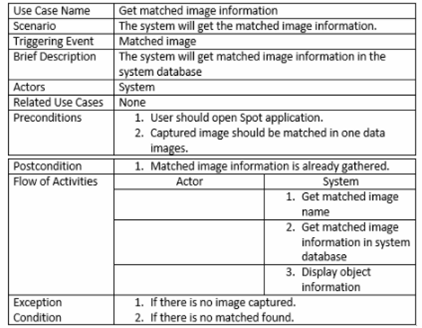 Use Case Name Get matched image information
Scenario The system will get the matched image information.
Triggering Event Matched image
Brief Description The system will get matched image information in the
system database
Actors System
Related Use Cases None
Preconditions 1. User should open Spot application.
2. Captured image should be matched in one data
images.
Postcondition 1. Matched image information is already gathered.
Flow of Activities Actor System
1. Get matched image
name
2. Get matched image
information in system
database
3. Display object
information
Exception 1. If there is no image captured.
Condition 2. If there is no matched found.